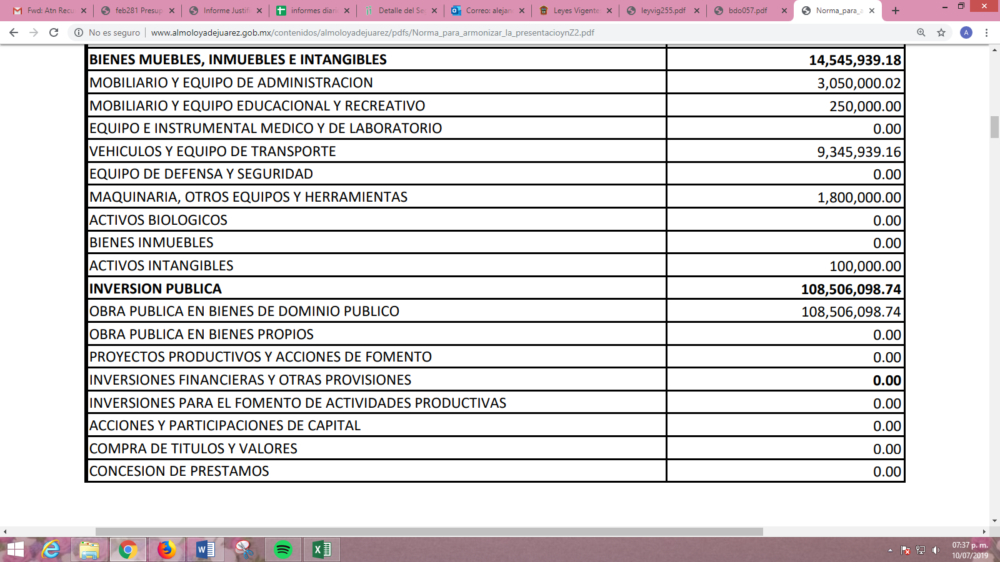 Fwd: Atn Recu
feb281 Presup
Informe Justifi
informes diari
Detalle del Se
Correo: alejan
Leyes Vigente
leyvig255.pdf
bdo057.pdf
Norma_para_a
No es seguro
www.almoloyadejuarez.gob.mx/contenidos/almoloyadejuarez/pdfs/Norma_para_armonizar_la_presentacioynZ2.pdf
A
BIENES MUEBLES, INMUEBLES E INTANGIBLES 14,545,939.18
MOBILIARIO Y EQUIPO DE ADMINISTRACION 3,050,000.02
MOBILIARIO Y EQUIPO EDUCACIONAL Y RECREATIVO 250,000.00
EQUIPO E INSTRUMENTAL MEDICO Y DE LABORATORIO 0.00
VEHICULOS Y EQUIPO DE TRANSPORTE 9,345,939.16
EQUIPO DE DEFENSA Y SEGURIDAD 0.00
MAQUINARIA, OTROS EQUIPOS Y HERRAMIENTAS 1,800,000.00
ACTIVOS BIOLOGICOS 0.00
BIENES INMUEBLES 0.00
ACTIVOS INTANGIBLES 100,000.00
INVERSION PUBLICA 108,506,098.74
OBRA PUBLICA EN BIENES DE DOMINIO PUBLICO 108,506,098.74
OBRA PUBLICA EN BIENES PROPIOS 0.00
PROYECTOS PRODUCTIVOS Y ACCIONES DE FOMENTO 0.00
INVERSIONES FINANCIERAS Y OTRAS PROVISIONES 0.00
INVERSIONES PARA EL FOMENTO DE ACTIVIDADES PRODUCTIVAS 0.00
ACCIONES Y PARTICIPACIONES DE CAPITAL 0.00
COMPRA DE TITULOS Y VALORES 0.00
CONCESION DE PRESTAMOS 0.00
07:37 p. m.
10/07/2019